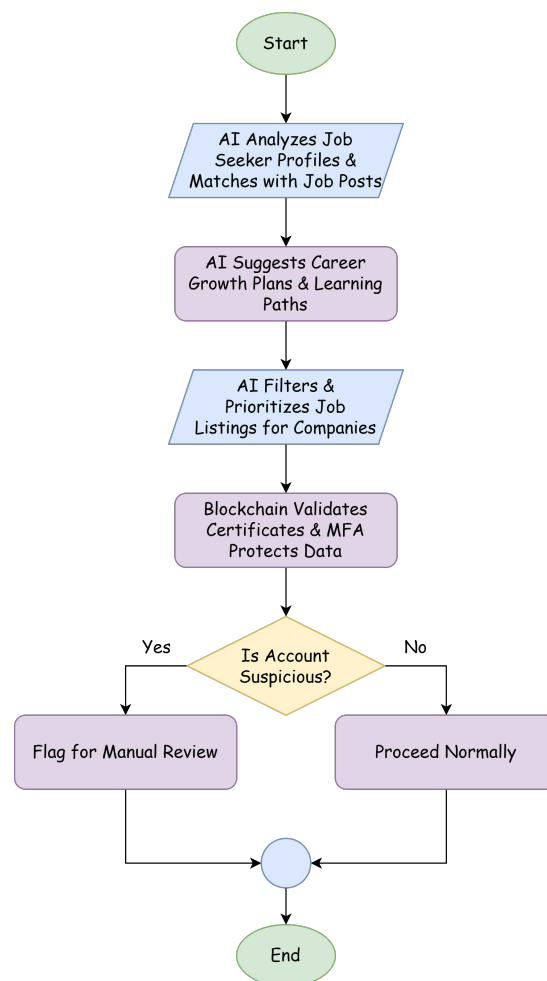 Start
AI Analyzes Job
Seeker Profiles &
Matches with Job Posts
AI Suggests Career
Growth Plans & Learning
Paths
AI Filters &
Prioritizes Job
Listings for Companies
Blockchain Validates
Certificates & MFA
Protects Data
Is Account
Suspicious?
Yes
No
Flag for Manual Review
Proceed Normally
End